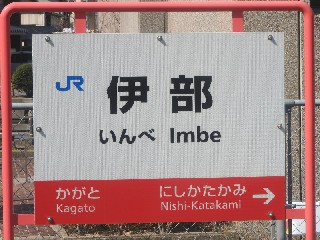 JR
伊部
いんべ Imbe
かがと にしかたかみ →
Kagato Nishi-Katakami